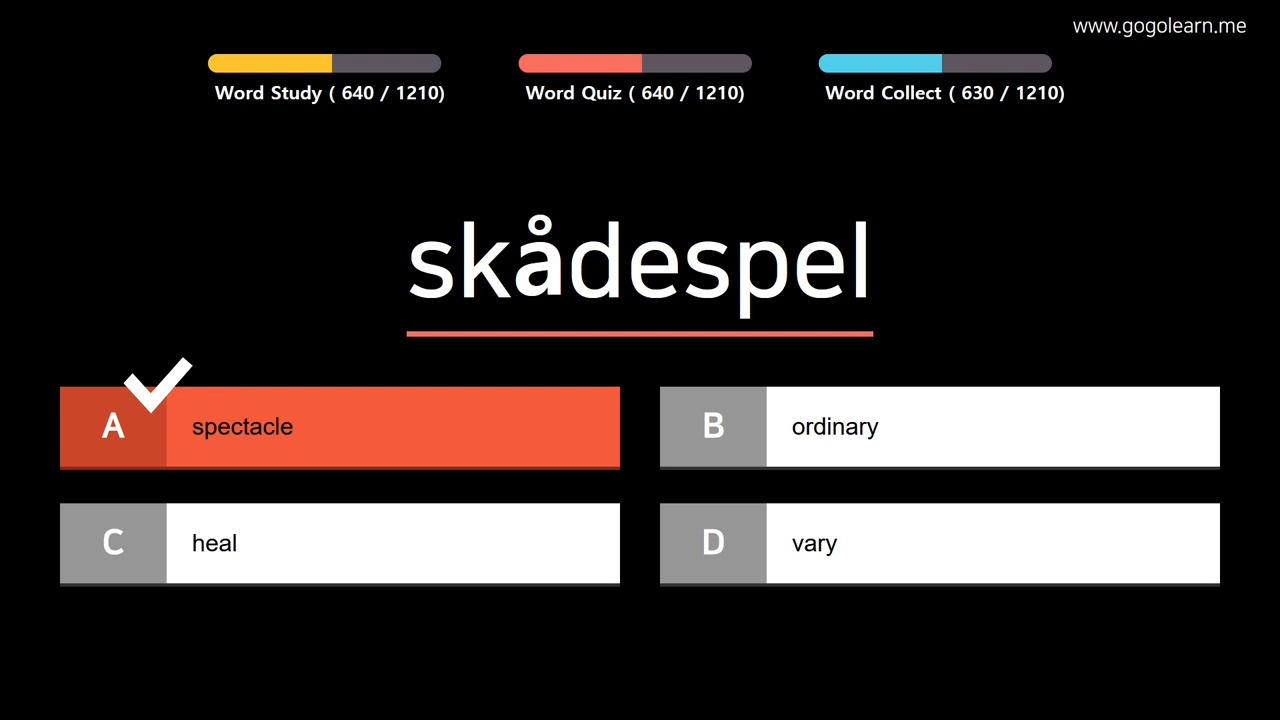 www.gogolearn.me
Word Study ( 640 / 1210)
Word Quiz ( 640 / 1210)
Word Collect ( 630 / 1210)
skådespel
A spectacle
B ordinary
C heal
D vary